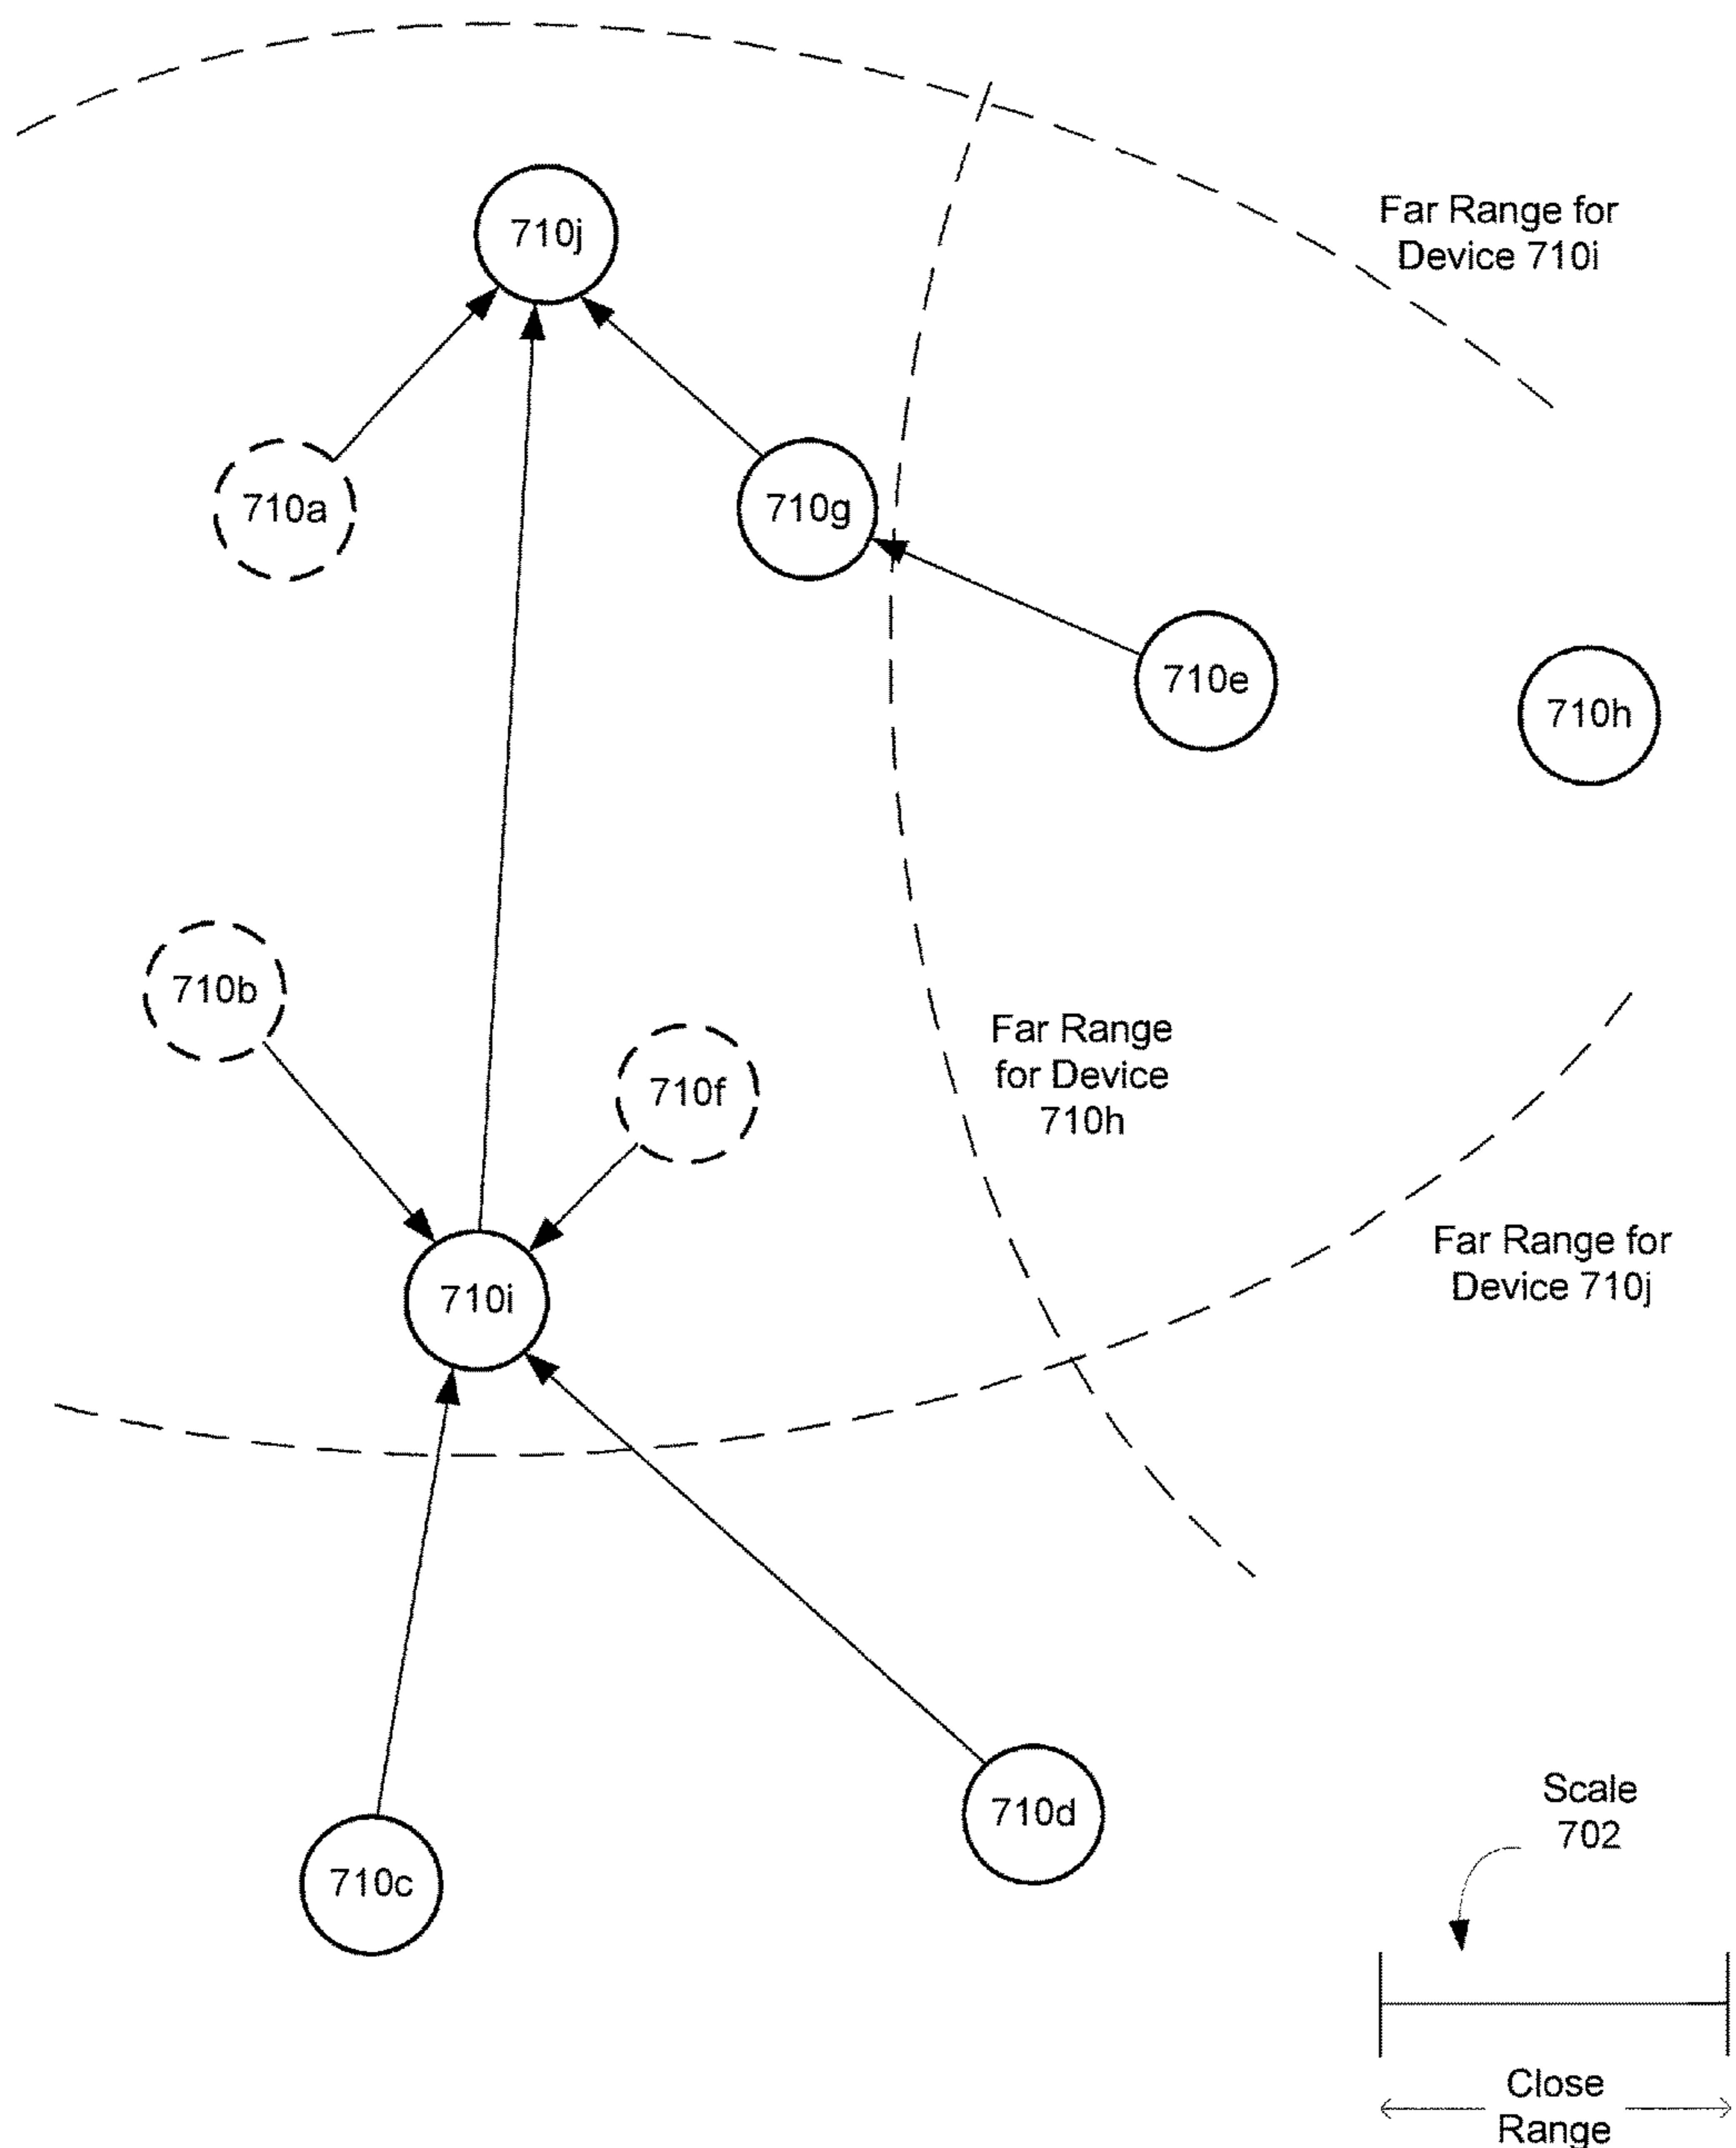 Far Range for
Device 710i
710j
710a
710g
710e
710h
710b
710f
Far Range
for Device
710h
Far Range for
Device 710j
710i
710d
710c
Scale
702
Close
Range